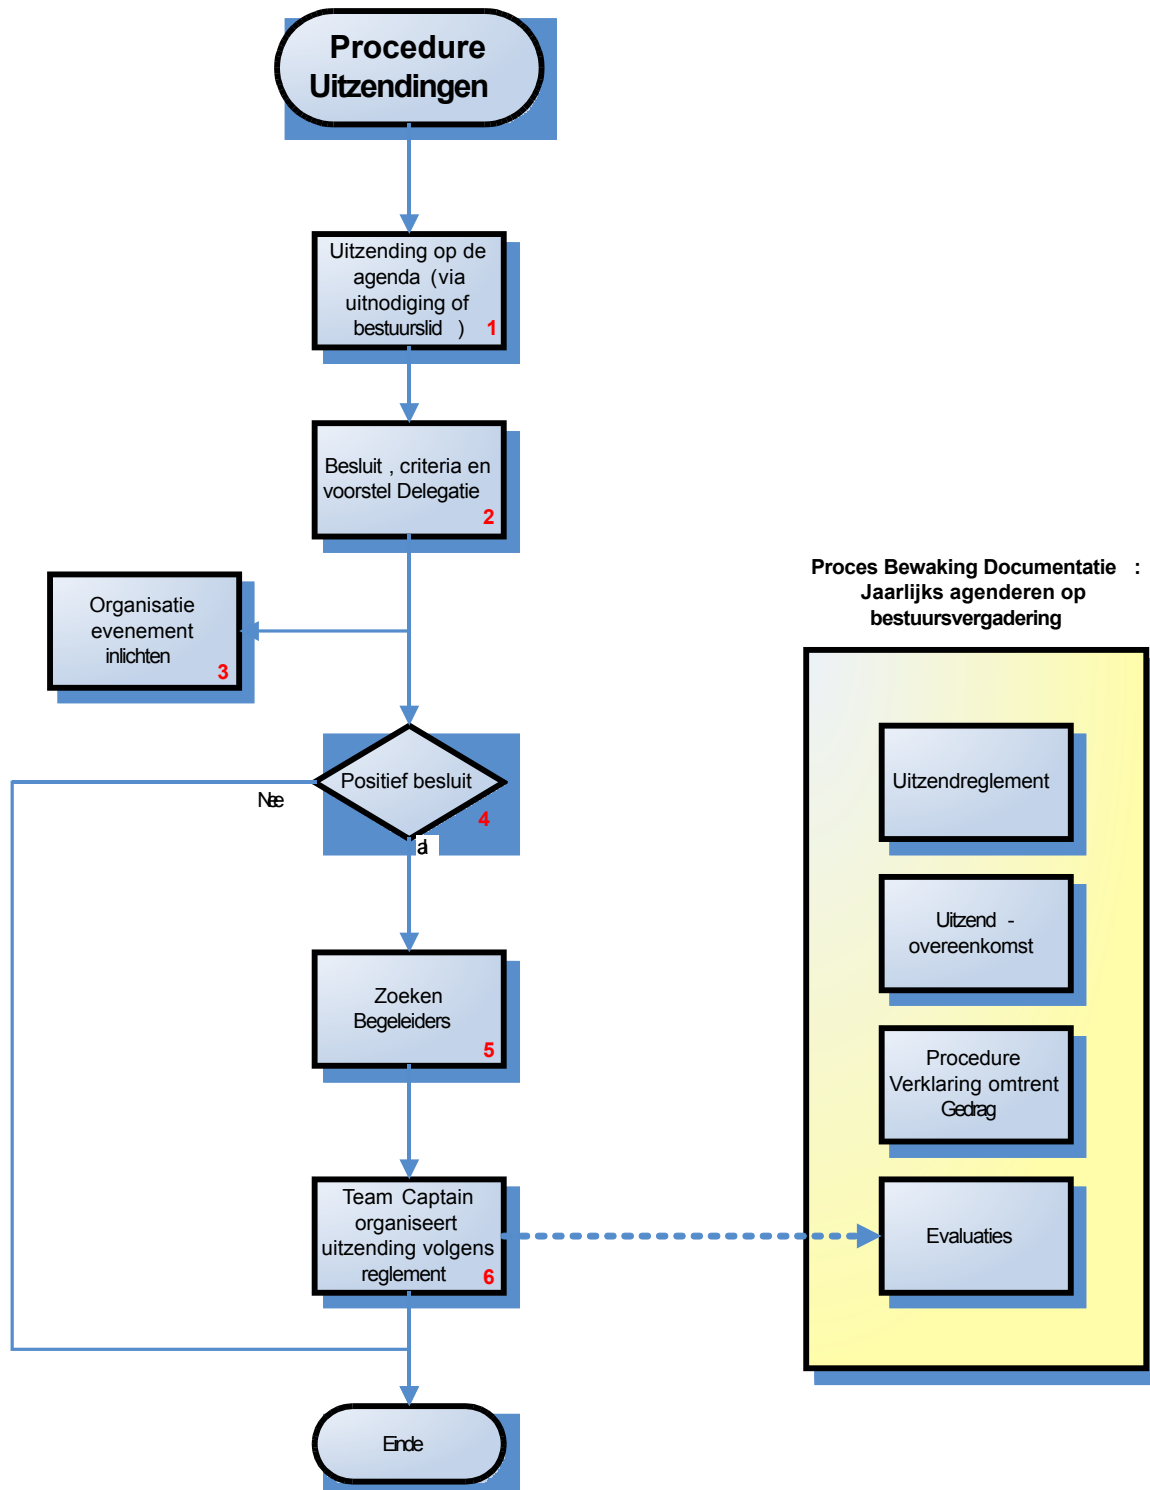 Procedure
Uitzendingen
Uitzending op de
agenda (via
uitnodiging of
bestuurslid )
1
Besluit , criteria en
voorstel Delegatie
2
Organisatie
evenement
inlichten
3
Positief besluit
4
Nee
Ja
Zoeken
Begeleiders
5
Team Captain
organiseert
uitzending volgens
reglement
6
Einde
Proces Bewaking Documentatie :
Jaarlijks agenderen op
bestuursvergadering
Uitzendreglement
Uitzend -
overeenkomst
Procedure
Verklaring omtrent
Gedrag
Evaluaties